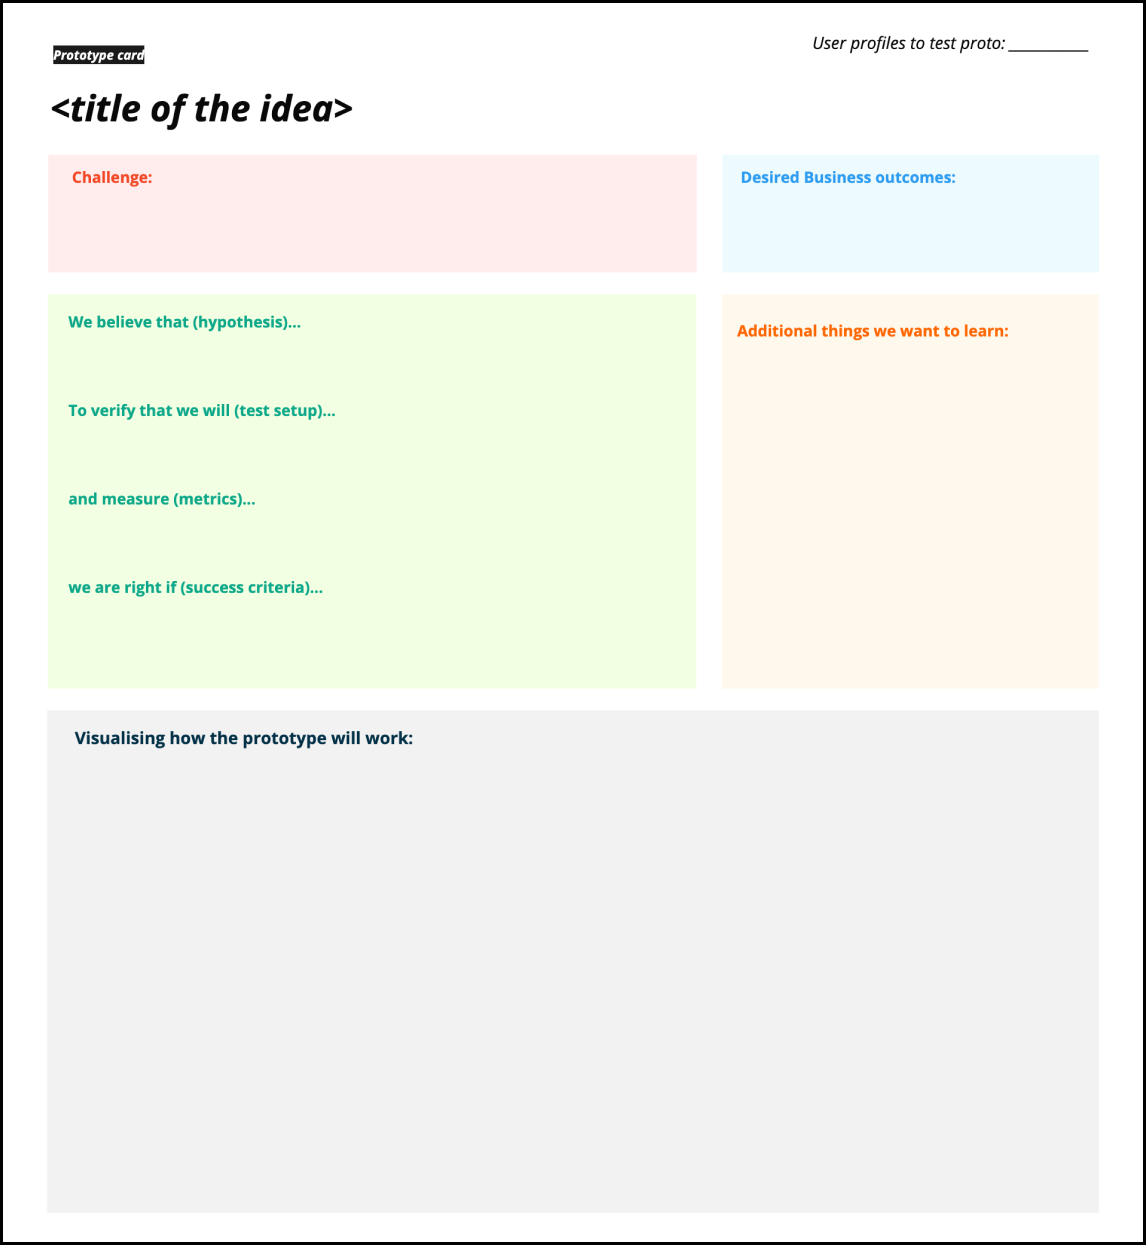 Prototype card
User profiles to test proto: __________
<title of the idea>
Challenge:
Desired Business outcomes:
We believe that (hypothesis)...
To verify that we will (test setup)...
and measure (metrics)...
we are right if (success criteria)...
Additional things we want to learn:
Visualising how the prototype will work: